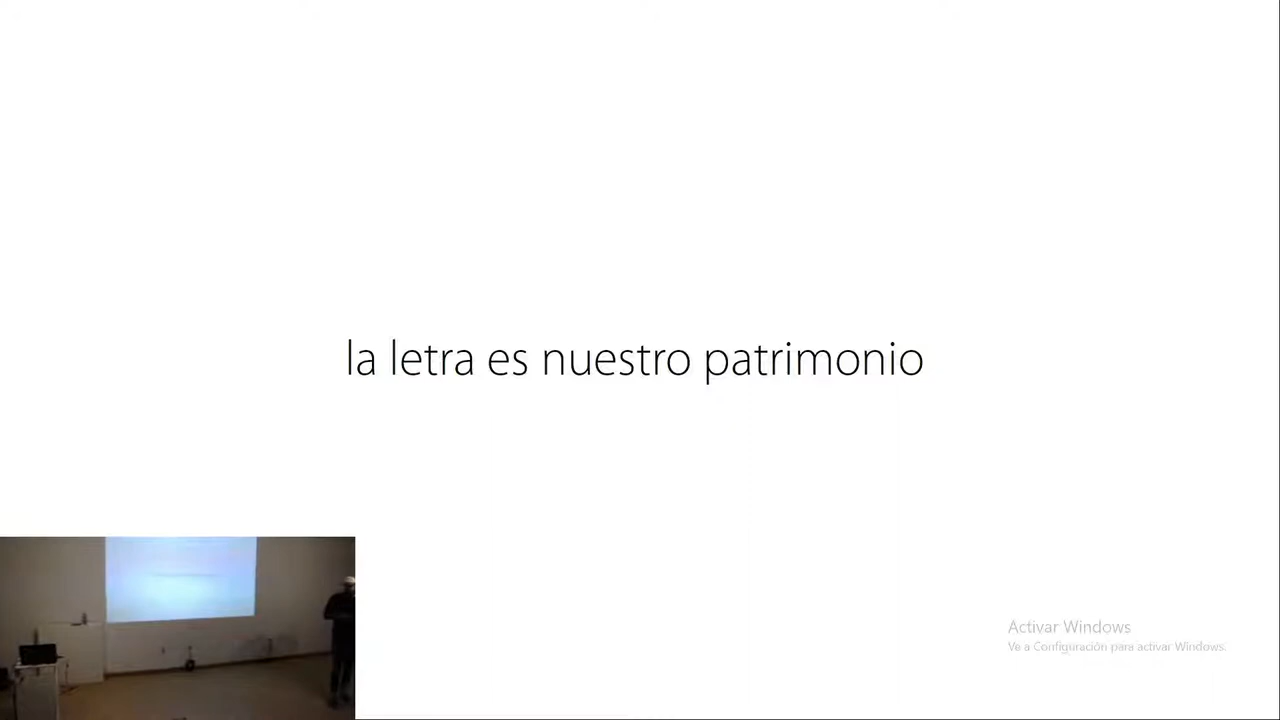 la letra es nuestro patrimonio
Activar Windows
Ve a Configuración para activar Windows.